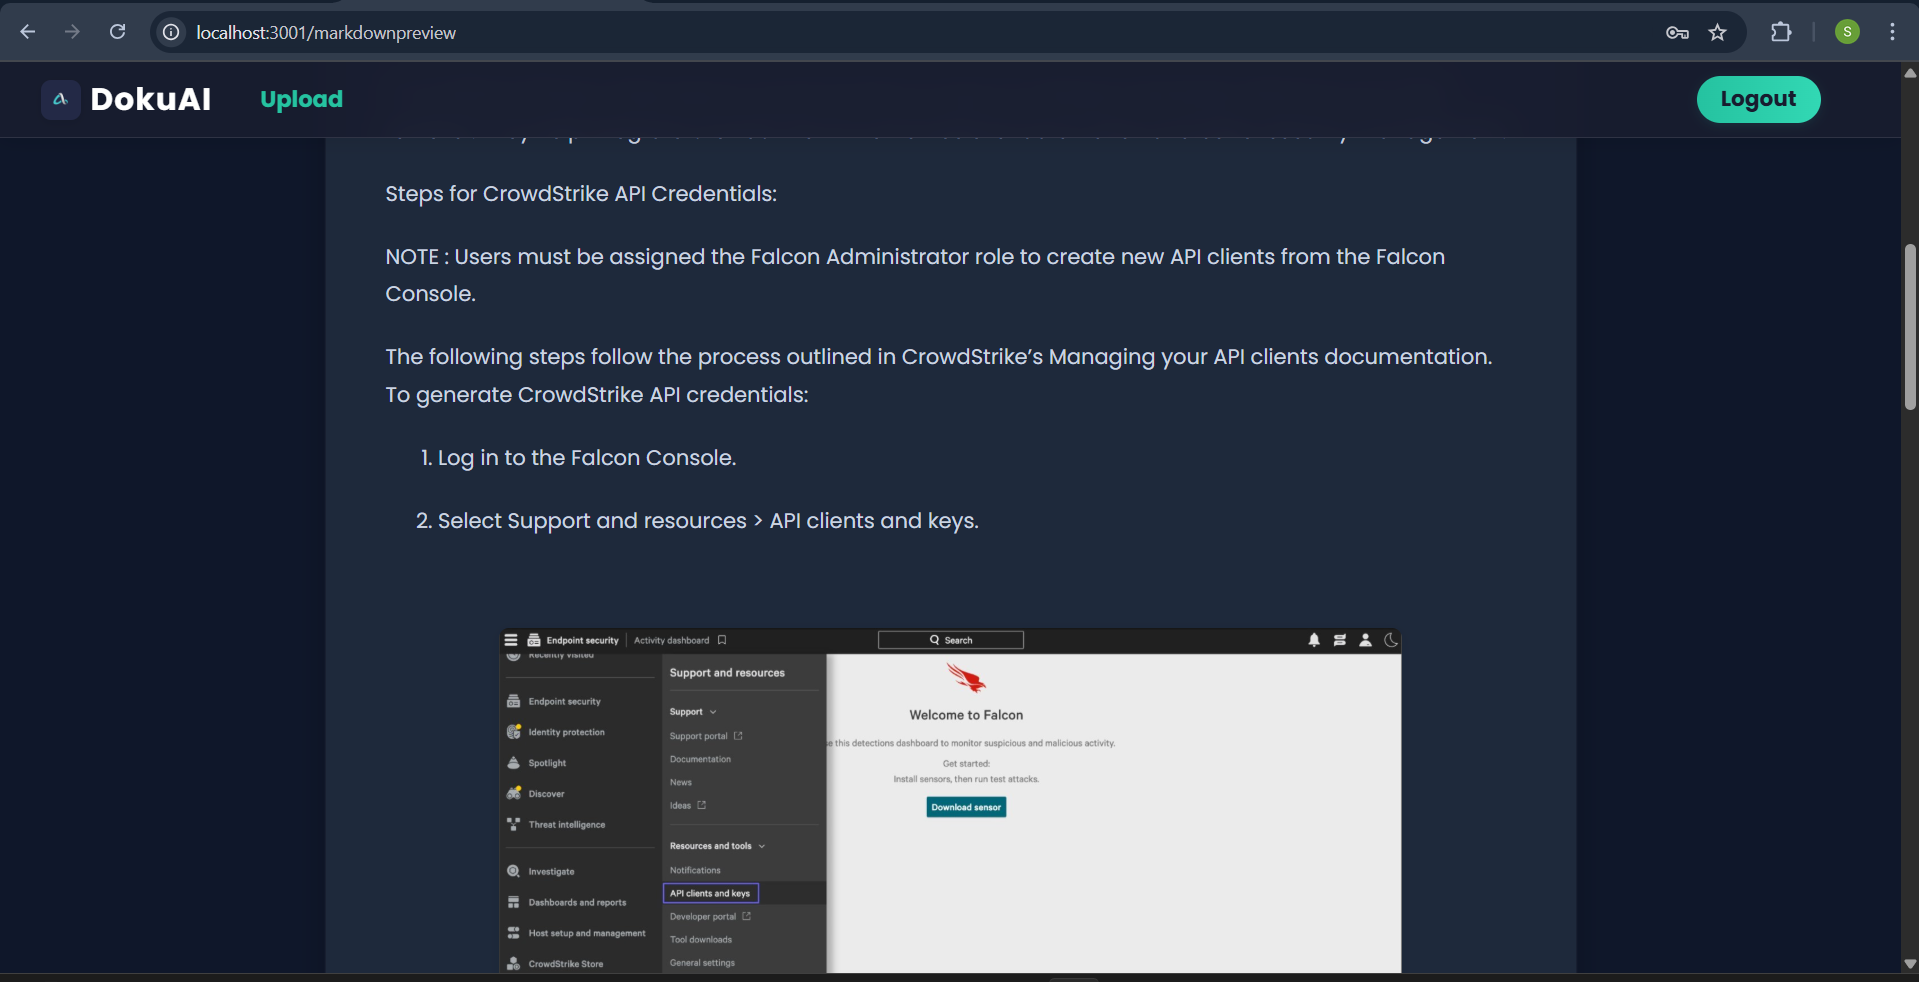 localhost:3001/markdownpreview
S
DokuAI
Upload
Logout
Steps for CrowdStrike API Credentials:
NOTE : Users must be assigned the Falcon Administrator role to create new API clients from the Falcon
Console.
The following steps follow the process outlined in CrowdStrike’s Managing your API clients documentation.
To generate CrowdStrike API credentials:
1. Log in to the Falcon Console.
2. Select Support and resources > API clients and keys.
Endpoint security
Activity dashboard
Search
Recently visited
Endpoint security
Identity protection
Spotlight
Discover
Threat intelligence
Investigate
Dashboards and reports
Host setup and management
CrowdStrike Store
Support and resources
Support
Support portal
Documentation
News
Ideas
Resources and tools
Notifications
API clients and keys
Developer portal
Tool downloads
General settings
Welcome to Falcon
e this detections dashboard to monitor suspicious and malicious activity.
Get started:
Install sensors, then run test attacks.
Download sensor